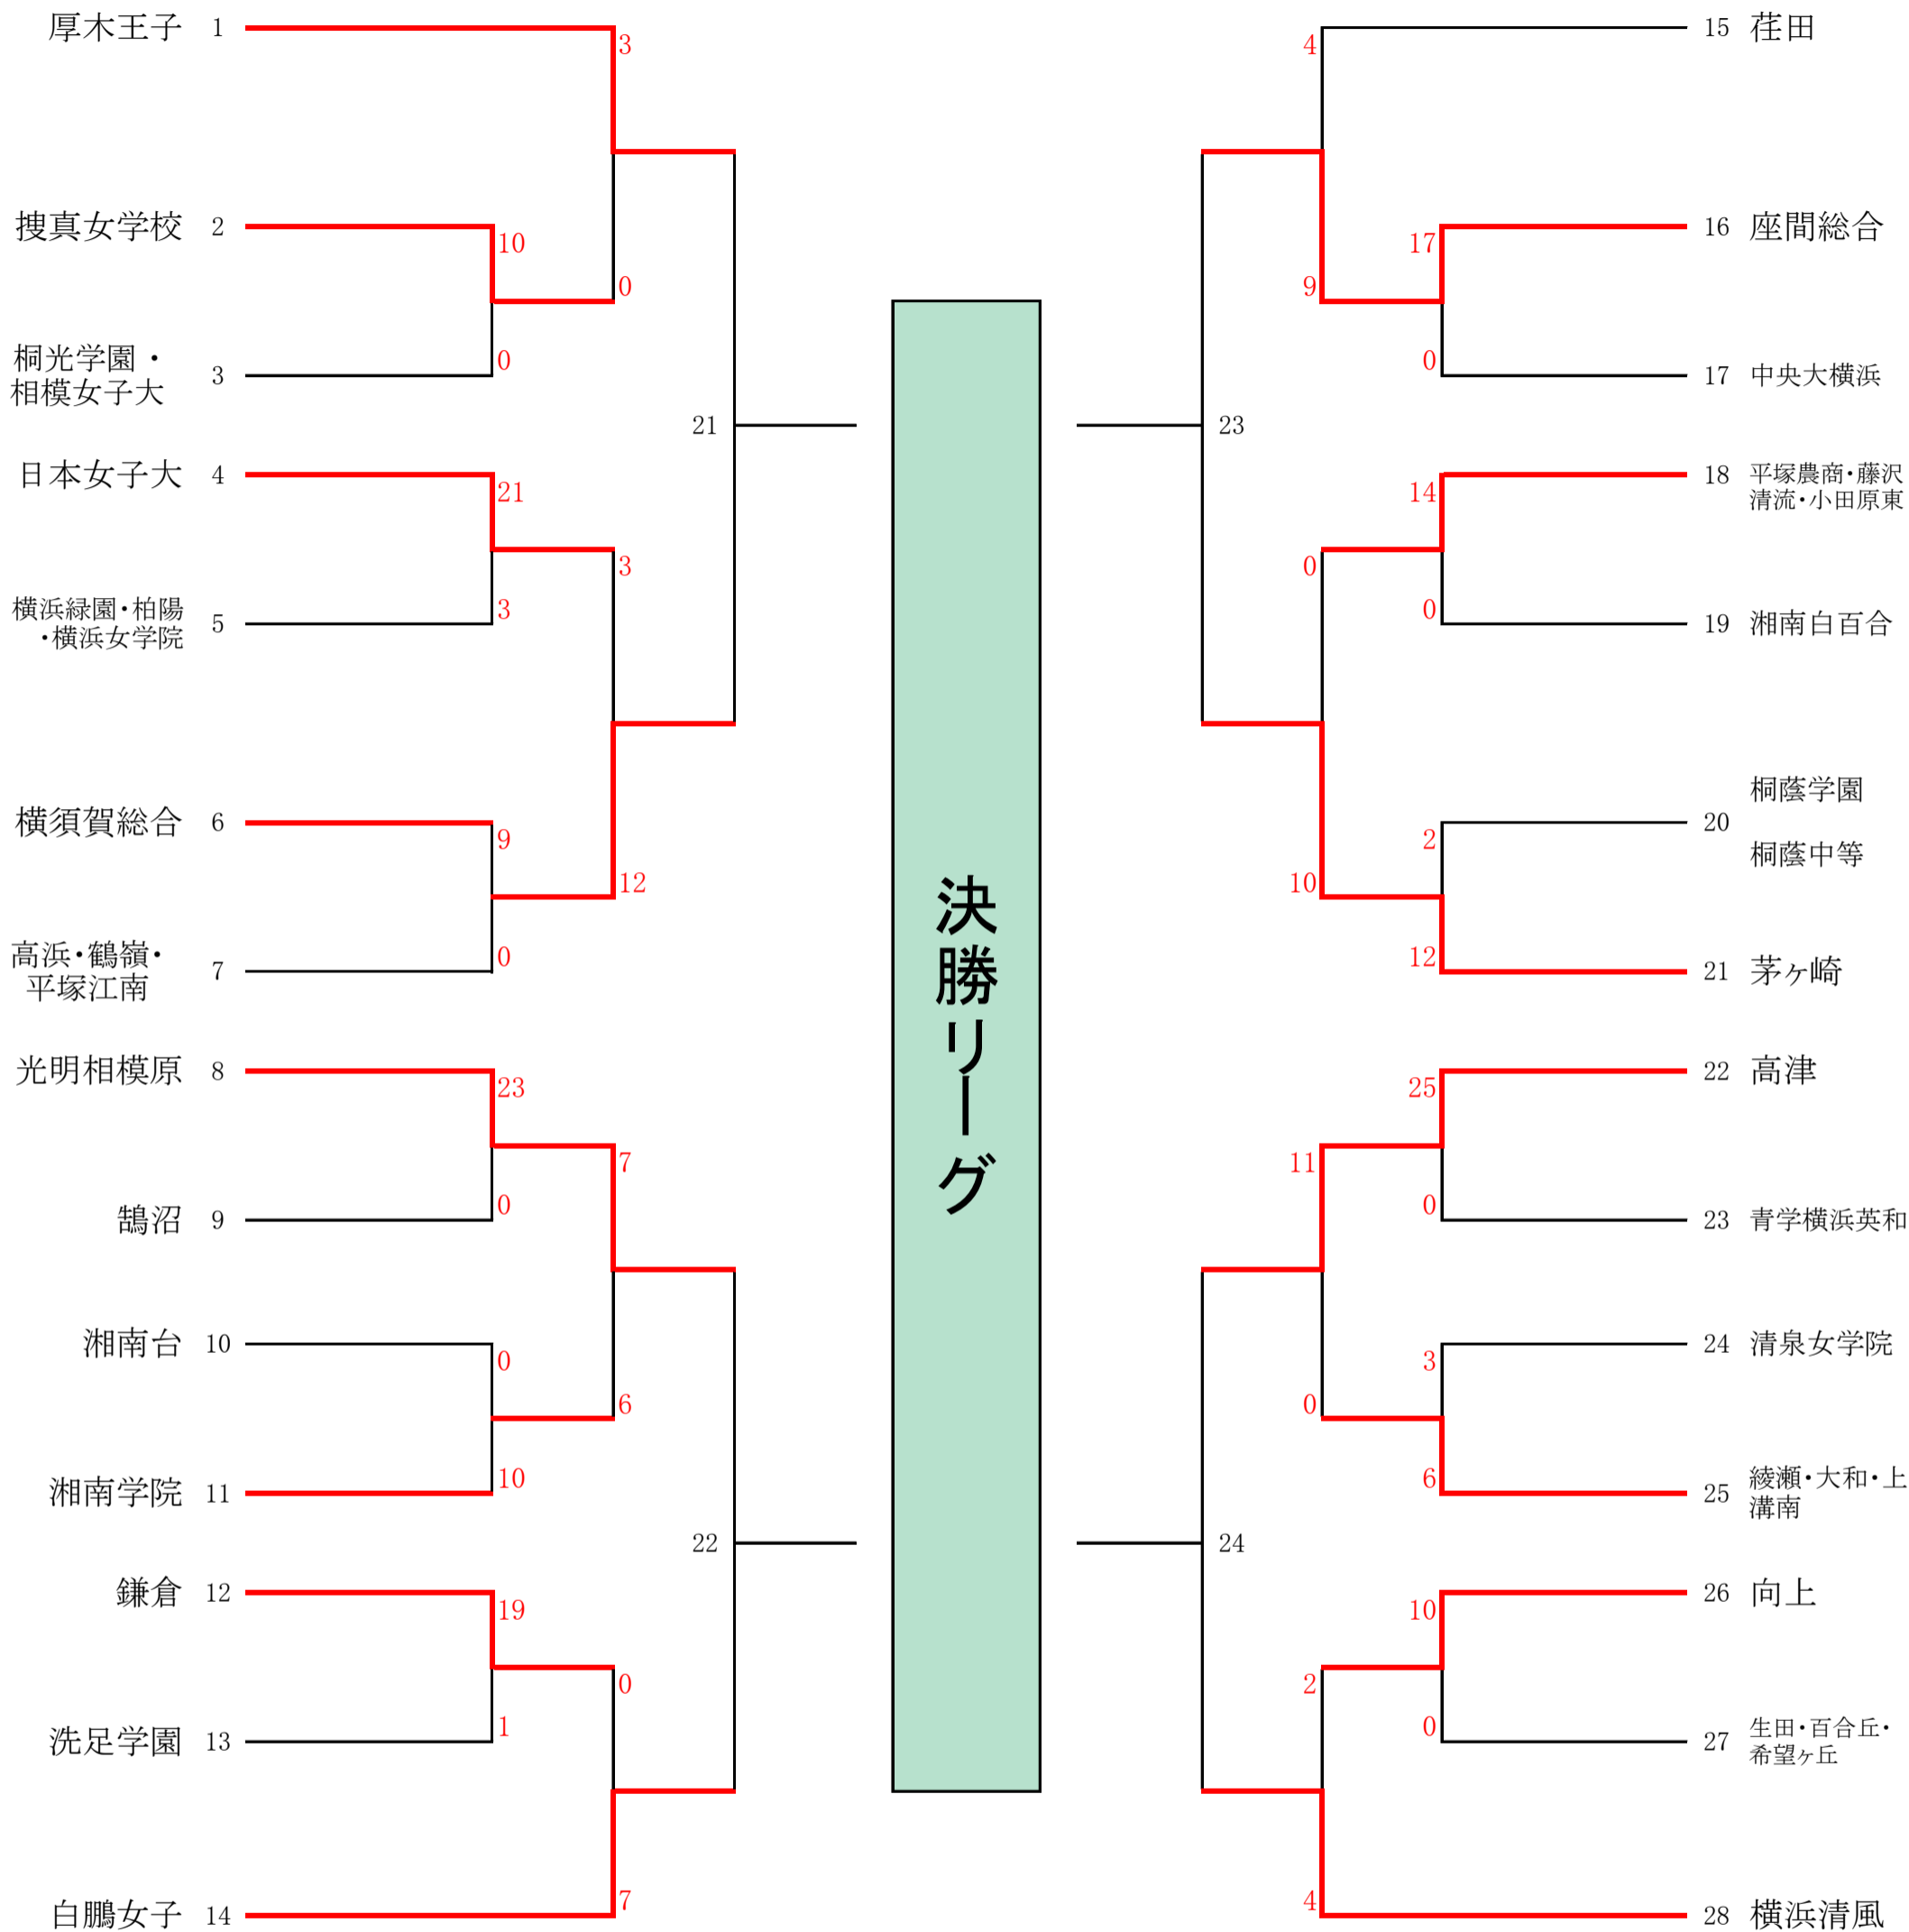 厚木王子 1
3
捜真女学校 2
10
0
桐光学園・
相模女子大
3
0
21
日本女子大 4
21
3
横浜緑園・柏陽
・横浜女学院
5
3
横須賀総合 6
9
12
高浜・鶴嶺・
平塚江南
7
0
光明相模原 8
23
7
鵠沼 9
0
湘南台 10
0
6
湘南学院 11
10
22
鎌倉 12
19
0
洗足学園 13
1
白鵬女子 14
7
決勝リーグ
4
15 荏田
17
16 座間総合
9
0
17 中央大横浜
23
14
18 平塚農商・藤沢
清流・小田原東
0
0
19 湘南白百合
2
20
桐蔭学園
桐蔭中等
10
12
21 茅ヶ崎
25
22 高津
11
0
23 青学横浜英和
3
24 清泉女学院
0
6
25 綾瀬・大和・上
溝南
24
10
26 向上
2
0
27 生田・百合丘・
希望ヶ丘
4
28 横浜清風